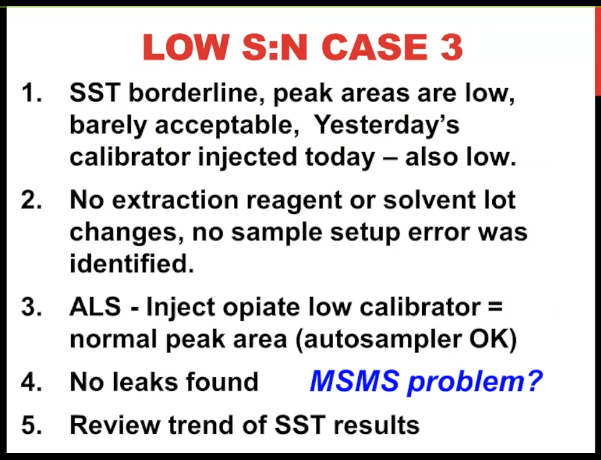 LOW S:N CASE 3
1. SST borderline, peak areas are low,
barely acceptable, Yesterday's
calibrator injected today – also low.
2. No extraction reagent or solvent lot
changes, no sample setup error was
identified.
3. ALS - Inject opiate low calibrator =
normal peak area (autosampler OK)
4. No leaks found MSMS problem?
5. Review trend of SST results